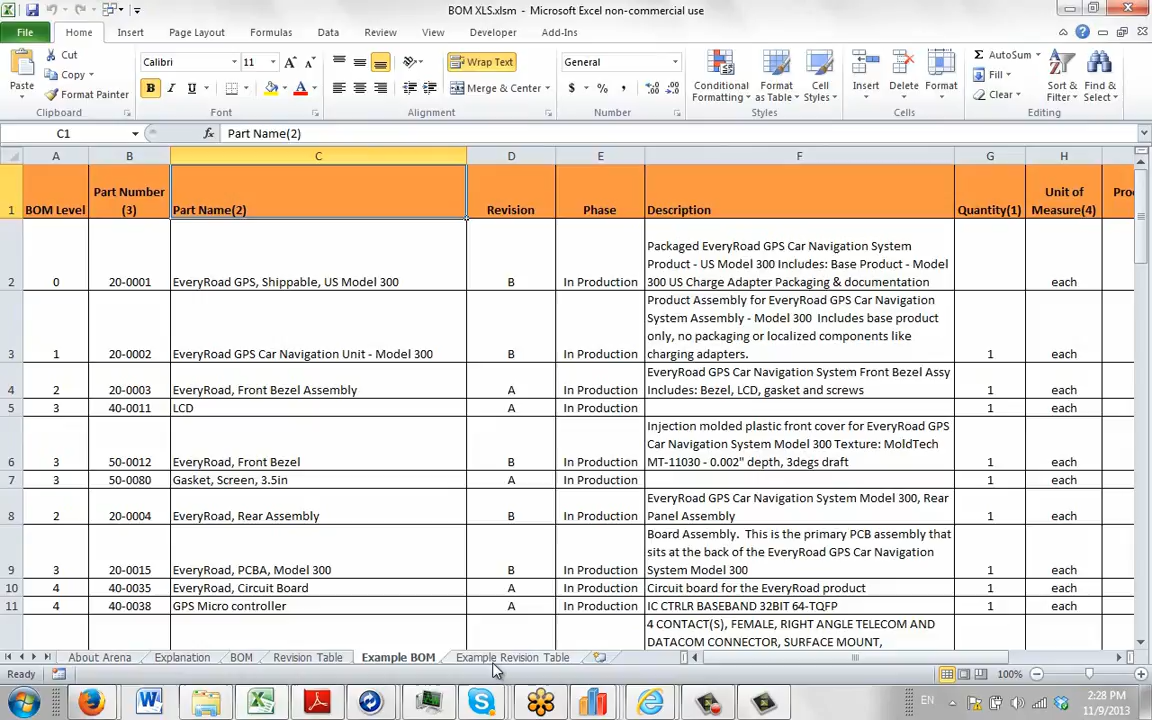 BOM XLS.xlsm - Microsoft Excel non-commercial use
File Home Insert Page Layout Formulas Data Review View Developer Add-Ins
Cut
Copy
Format Painter
Paste
Clipboard
Calibri 11
B I U A
Font
Wrap Text
Merge & Center
Alignment
General
$ % ,
Number
Conditional Formatting
Format as Table
Cell Styles
Styles
Insert Delete Format
Cells
AutoSum
Fill
Clear
Sort & Filter
Find & Select
Editing
C1 fx Part Name(2)
A B C D E F G H
1 BOM Level Part Number (3) Part Name(2) Revision Phase Description Quantity(1) Unit of Measure(4) Pro
Packaged EveryRoad GPS Car Navigation System
Product - US Model 300 Includes: Base Product - Model
2 0 20-0001 EveryRoad GPS, Shippable, US Model 300 B In Production 300 US Charge Adapter Packaging & documentation each
Product Assembly for EveryRoad GPS Car Navigation
System Assembly - Model 300 Includes base product
only, no packaging or localized components like
3 1 20-0002 EveryRoad GPS Car Navigation Unit - Model 300 B In Production charging adapters. 1 each
EveryRoad GPS Car Navigation System Front Bezel Assy
4 2 20-0003 EveryRoad, Front Bezel Assembly A In Production Includes: Bezel, LCD, gasket and screws 1 each
5 3 40-0011 LCD A In Production 1 each
Injection molded plastic front cover for EveryRoad GPS
Car Navigation System Model 300 Texture: MoldTech
6 3 50-0012 EveryRoad, Front Bezel B In Production MT-11030 - 0.002" depth, 3degs draft 1 each
7 3 50-0080 Gasket, Screen, 3.5in A In Production 1 each
EveryRoad GPS Car Navigation System Model 300, Rear
8 2 20-0004 EveryRoad, Rear Assembly B In Production Panel Assembly 1 each
Board Assembly. This is the primary PCB assembly that
sits at the back of the EveryRoad GPS Car Navigation
9 3 20-0015 EveryRoad, PCBA, Model 300 B In Production System Model 300 1 each
10 4 40-0035 EveryRoad, Circuit Board A In Production Circuit board for the EveryRoad product 1 each
11 4 40-0038 GPS Micro controller A In Production IC CTRLR BASEBAND 32BIT 64-TQFP 1 each
4 CONTACT(S), FEMALE, RIGHT ANGLE TELECOM AND
DATACOM CONNECTOR, SURFACE MOUNT,
About Arena Explanation BOM Revision Table Example BOM Example Revision Table
Ready 100%
EN 2:28 PM
11/9/2013